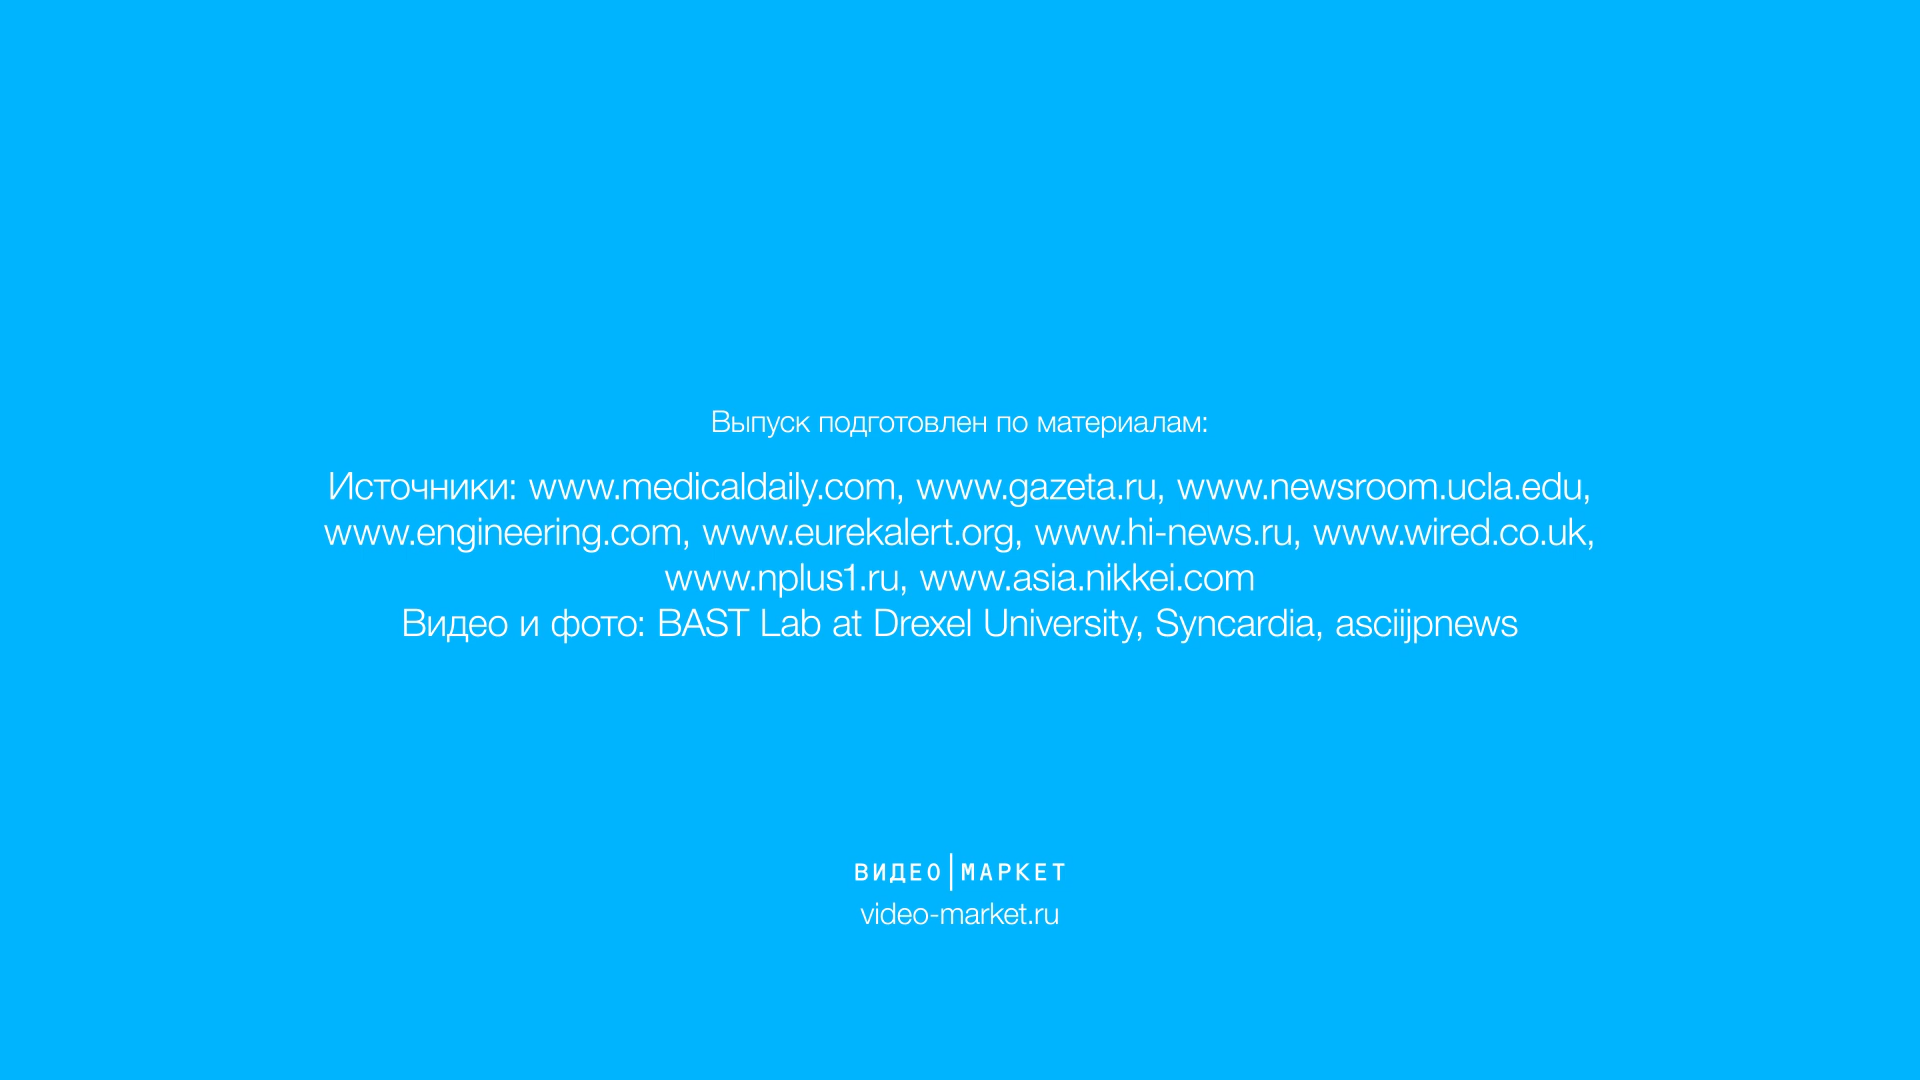 Выпуск подготовлен по материалам:
Источники: www.medicaldaily.com, www.gazeta.ru, www.newsroom.ucla.edu,
www.engineering.com, www.eurekalert.org, www.hi-news.ru, www.wired.co.uk,
www.nplus1.ru, www.asia.nikkei.com
Видео и фото: BAST Lab at Drexel University, Syncardia, asciijpnews
ВИДЕО|МАРКЕТ
video-market.ru